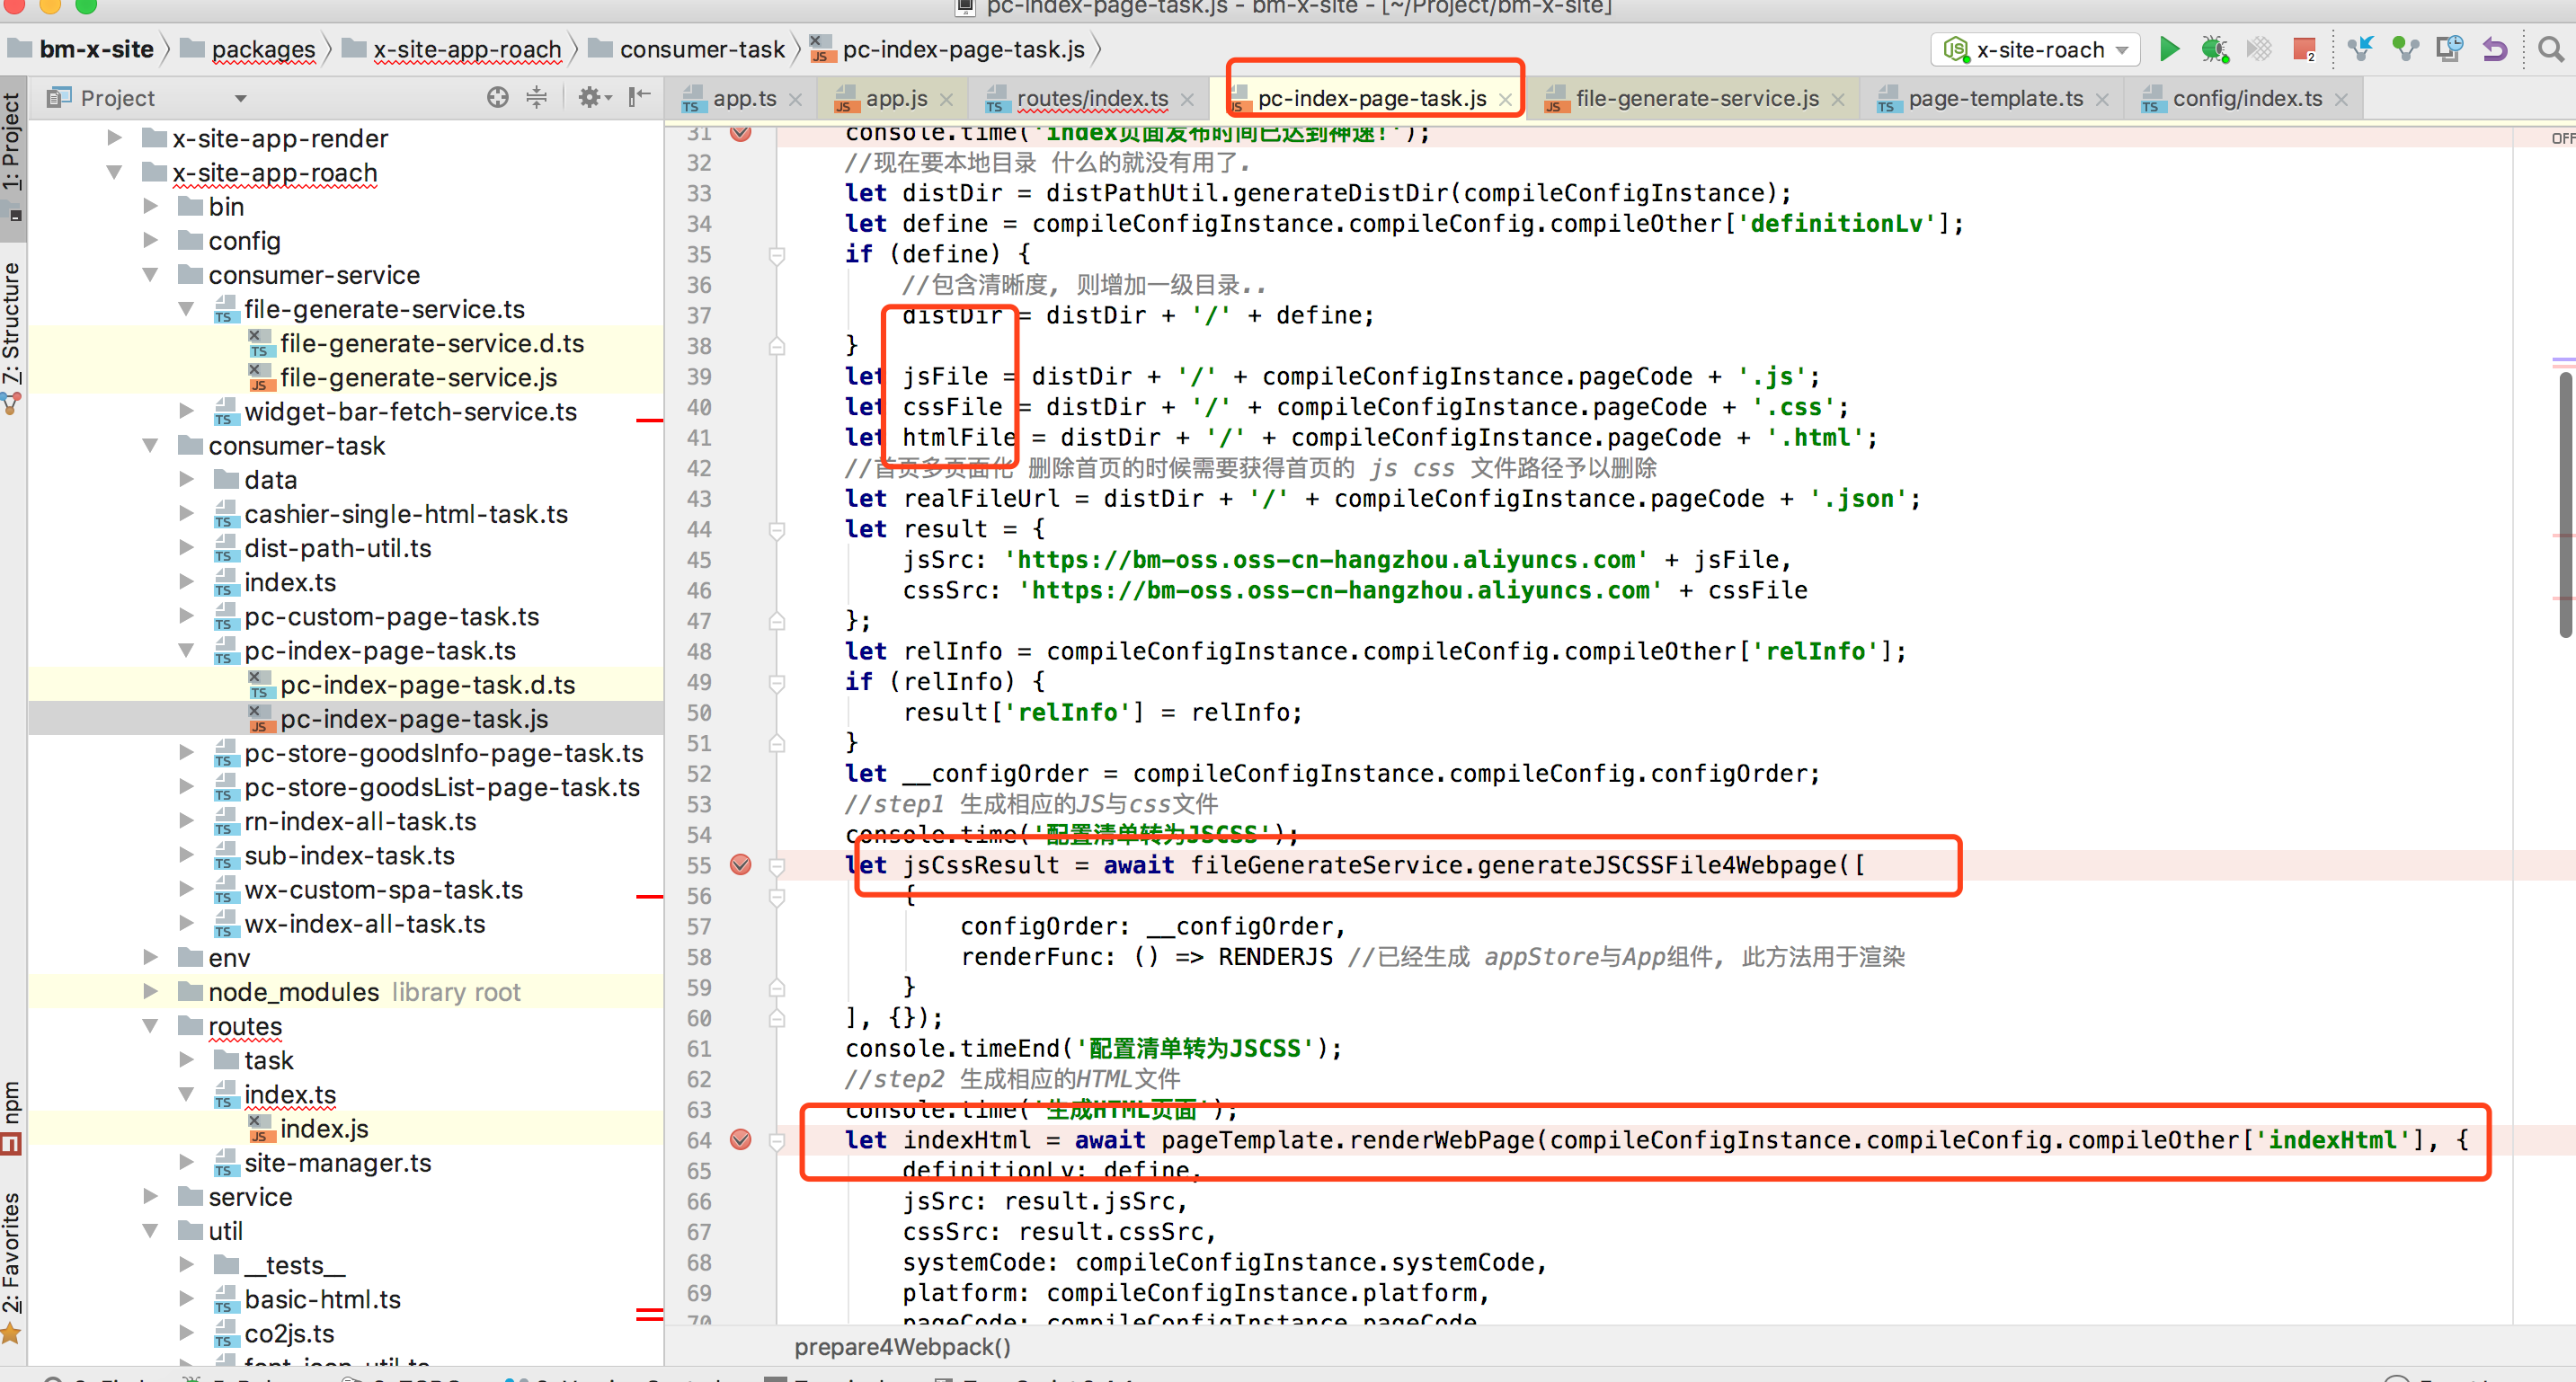 pc-index-page-task.js - bm-x-site - [~/Project/bm-x-site]
bm-x-site packages x-site-app-roach consumer-task pc-index-page-task.js
x-site-roach
Project
app.ts app.js routes/index.ts pc-index-page-task.js file-generate-service.js page-template.ts config/index.ts
1: Project
7: Structure
npm
2: Favorites
x-site-app-render
x-site-app-roach
bin
config
consumer-service
file-generate-service.ts
file-generate-service.d.ts
file-generate-service.js
widget-bar-fetch-service.ts
consumer-task
data
cashier-single-html-task.ts
dist-path-util.ts
index.ts
pc-custom-page-task.ts
pc-index-page-task.ts
pc-index-page-task.d.ts
pc-index-page-task.js
pc-store-goodsInfo-page-task.ts
pc-store-goodsList-page-task.ts
rn-index-all-task.ts
sub-index-task.ts
wx-custom-spa-task.ts
wx-index-all-task.ts
env
node_modules library root
routes
task
index.ts
index.js
site-manager.ts
service
util
__tests__
basic-html.ts
co2js.ts
font-json-util.ts
31 console.time('index页面发布时间已达到神速!');
32 //现在要本地目录 什么的就没有用了.
33 let distDir = distPathUtil.generateDistDir(compileConfigInstance);
34 let define = compileConfigInstance.compileConfig.compileOther['definitionLv'];
35 if (define) {
36 //包含清晰度, 则增加一级目录..
37 distDir = distDir + '/' + define;
38 }
39 let jsFile = distDir + '/' + compileConfigInstance.pageCode + '.js';
40 let cssFile = distDir + '/' + compileConfigInstance.pageCode + '.css';
41 let htmlFile = distDir + '/' + compileConfigInstance.pageCode + '.html';
42 //首页多页面化 删除首页的时候需要获得首页的 js css 文件路径予以删除
43 let realFileUrl = distDir + '/' + compileConfigInstance.pageCode + '.json';
44 let result = {
45 jsSrc: 'https://bm-oss.oss-cn-hangzhou.aliyuncs.com' + jsFile,
46 cssSrc: 'https://bm-oss.oss-cn-hangzhou.aliyuncs.com' + cssFile
47 };
48 let relInfo = compileConfigInstance.compileConfig.compileOther['relInfo'];
49 if (relInfo) {
50 result['relInfo'] = relInfo;
51 }
52 let __configOrder = compileConfigInstance.compileConfig.configOrder;
53 //step1 生成相应的JS与css文件
54 console.time('配置清单转为JSCSS');
55 let jsCssResult = await fileGenerateService.generateJSCSSFile4Webpage([
56 {
57 configOrder: __configOrder,
58 renderFunc: () => RENDERJS //已经生成 appStore与App组件, 此方法用于渲染
59 }
60 ], {});
61 console.timeEnd('配置清单转为JSCSS');
62 //step2 生成相应的HTML文件
63 console.time('生成HTML页面');
64 let indexHtml = await pageTemplate.renderWebPage(compileConfigInstance.compileConfig.compileOther['indexHtml'], {
65 definitionLv: define,
66 jsSrc: result.jsSrc,
67 cssSrc: result.cssSrc,
68 systemCode: compileConfigInstance.systemCode,
69 platform: compileConfigInstance.platform,
70 pageCode: compileConfigInstance.pageCode
OFF
prepare4Webpack()